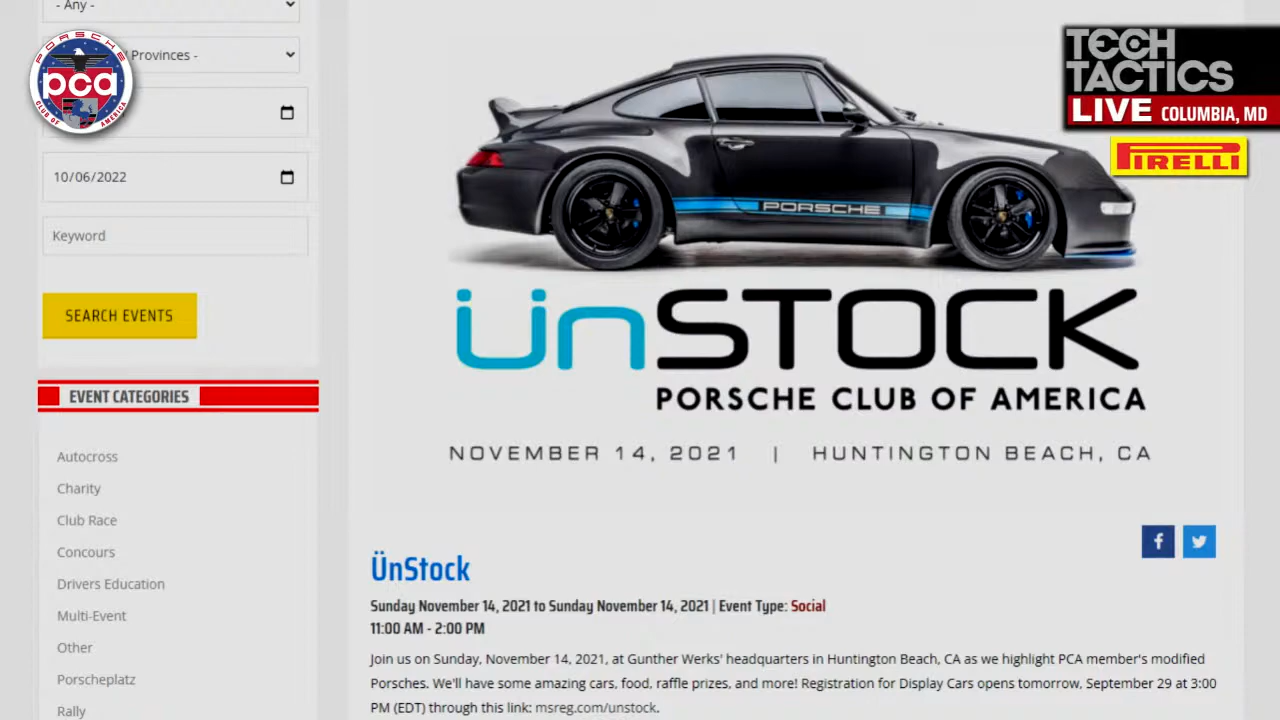 - Any -
Provinces -
PORSCHE
pca
CLUB OF AMERICA
10/06/2022
Keyword
SEARCH EVENTS
EVENT CATEGORIES
Autocross
Charity
Club Race
Concours
Drivers Education
Multi-Event
Other
Porscheplatz
Rally
TECH
TACTICS
LIVE COLUMBIA, MD
PIRELLI
PORSCHE
ÜnSTOCK
PORSCHE CLUB OF AMERICA
NOVEMBER 14, 2021 | HUNTINGTON BEACH, CA
ÜnStock
Sunday November 14, 2021 to Sunday November 14, 2021 | Event Type: Social
11:00 AM - 2:00 PM
Join us on Sunday, November 14, 2021, at Gunther Werks' headquarters in Huntington Beach, CA as we highlight PCA member's modified
Porsches. We'll have some amazing cars, food, raffle prizes, and more! Registration for Display Cars opens tomorrow, September 29 at 3:00
PM (EDT) through this link: msreg.com/unstock.